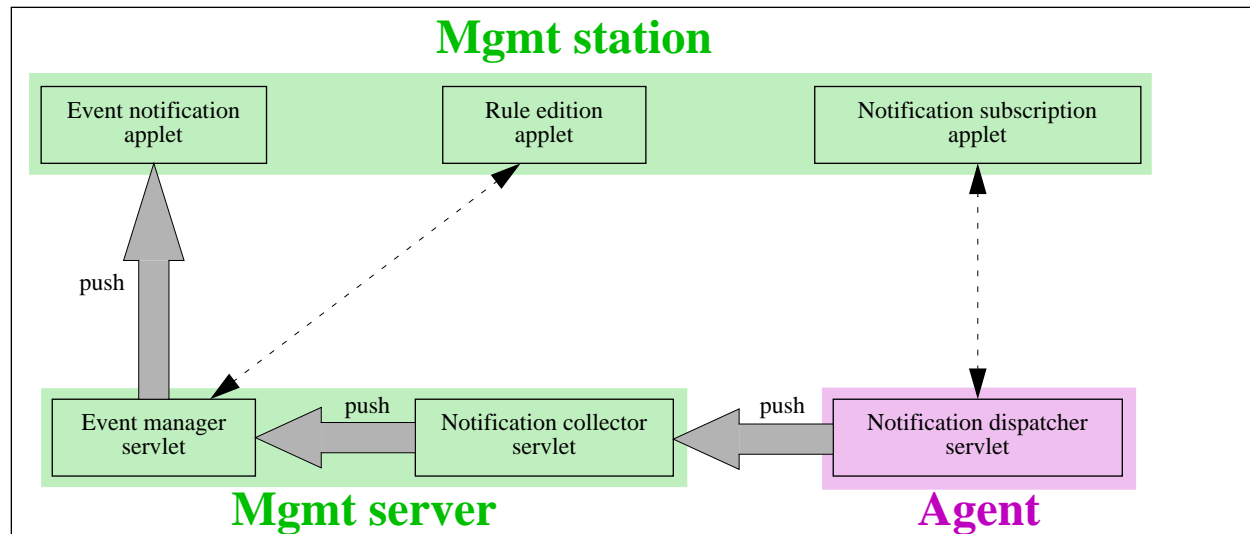 Mgmt station
Event notification
applet
Rule edition
applet
Notification subscription
applet
push
push
push
Event manager
servlet
Notification collector
servlet
Notification dispatcher
servlet
Mgmt server
Agent